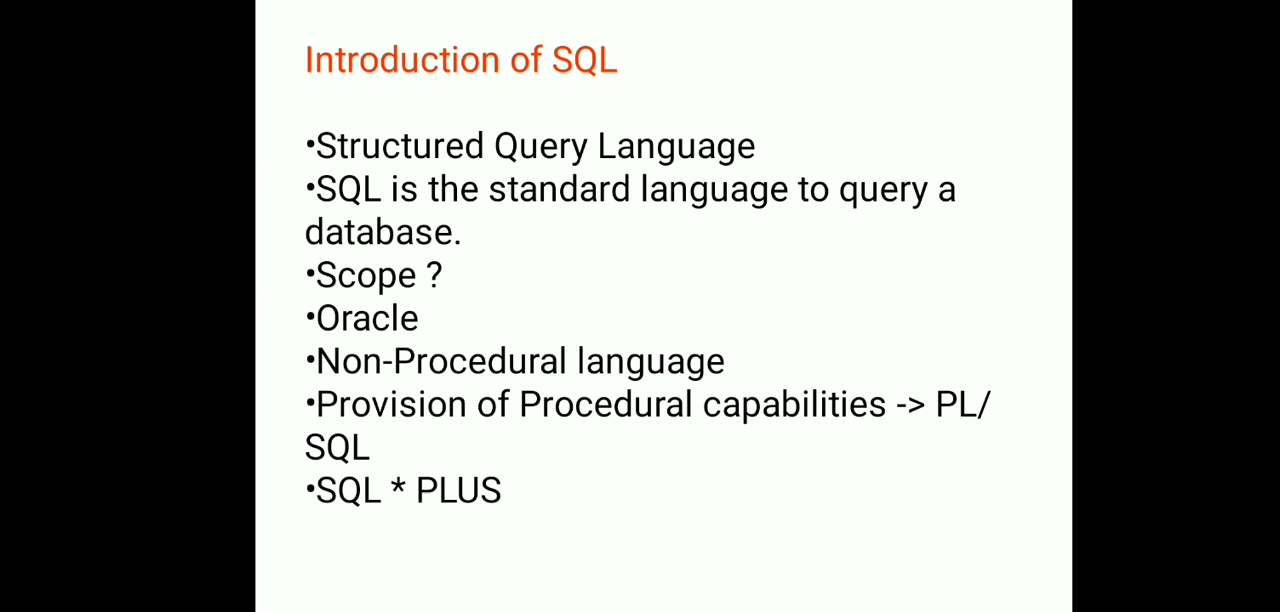 Introduction of SQL
•Structured Query Language
•SQL is the standard language to query a
database.
•Scope ?
•Oracle
•Non-Procedural language
•Provision of Procedural capabilities -> PL/
SQL
•SQL * PLUS